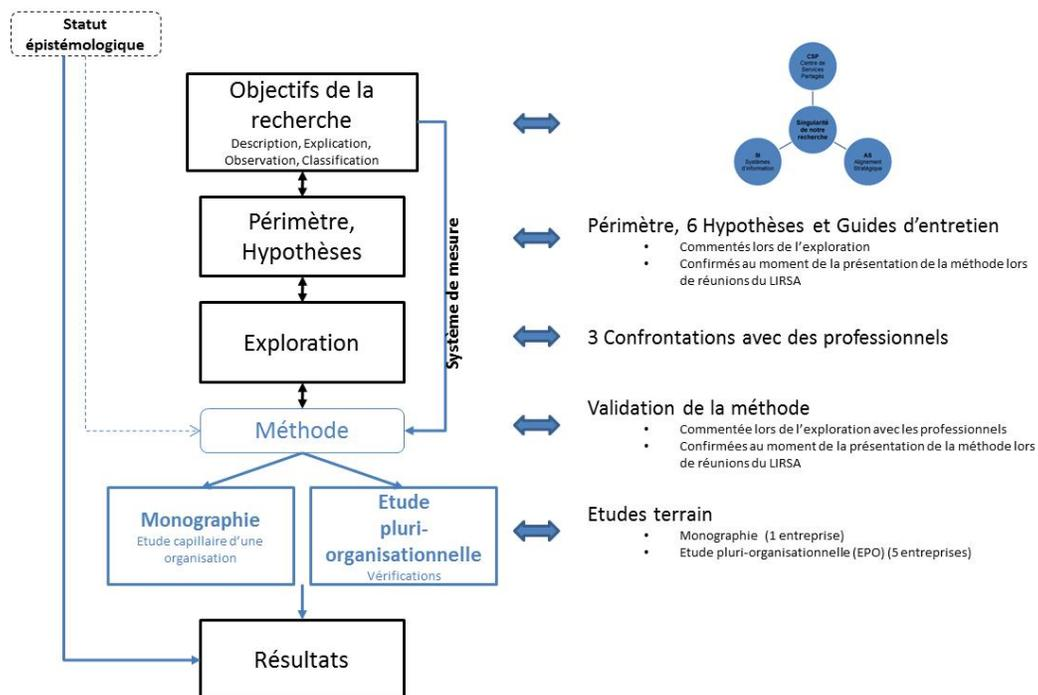 Statut
épistémologique
Objectifs de la
recherche
Description, Explication,
Observation, Classification
CSP
Centre de
Services
Partagés
Singularité
de notre
recherche
SI
Systèmes
d'information
AS
Alignement
Stratégique
Périmètre,
Hypothèses
Système de mesure
Périmètre, 6 Hypothèses et Guides d'entretien
• Commentés lors de l'exploration
• Confirmés au moment de la présentation de la méthode lors
de réunions du LIRSA
Exploration
3 Confrontations avec des professionnels
Méthode
Validation de la méthode
• Commentée lors de l'exploration avec les professionnels
• Confirmées au moment de la présentation de la méthode lors
de réunions du LIRSA
Monographie
Etude capillaire d'une
organisation
Etude
pluri-
organisationnelle
Vérifications
Etudes terrain
• Monographie (1 entreprise)
• Etude pluri-organisationnelle (EPO) (5 entreprises)
Résultats